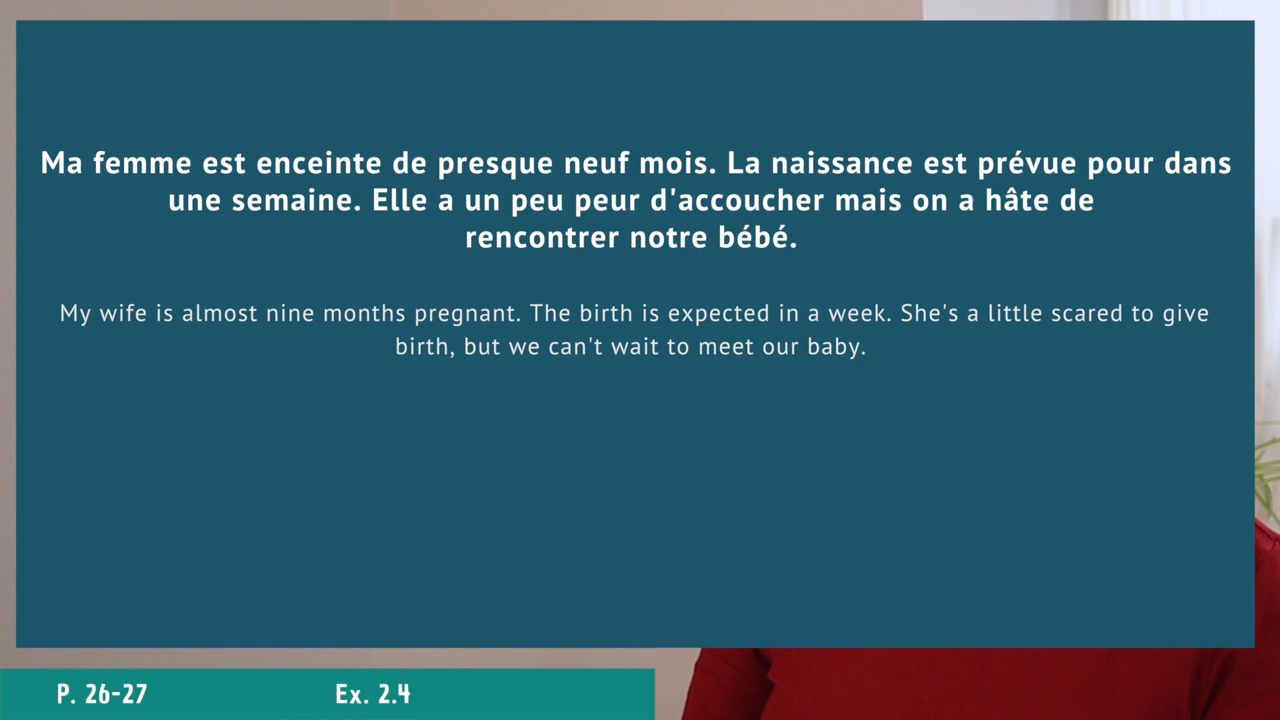 Ma femme est enceinte de presque neuf mois. La naissance est prévue pour dans
une semaine. Elle a un peu peur d'accoucher mais on a hâte de
rencontrer notre bébé.
My wife is almost nine months pregnant. The birth is expected in a week. She's a little scared to give
birth, but we can't wait to meet our baby.
P. 26-27 Ex. 2.4